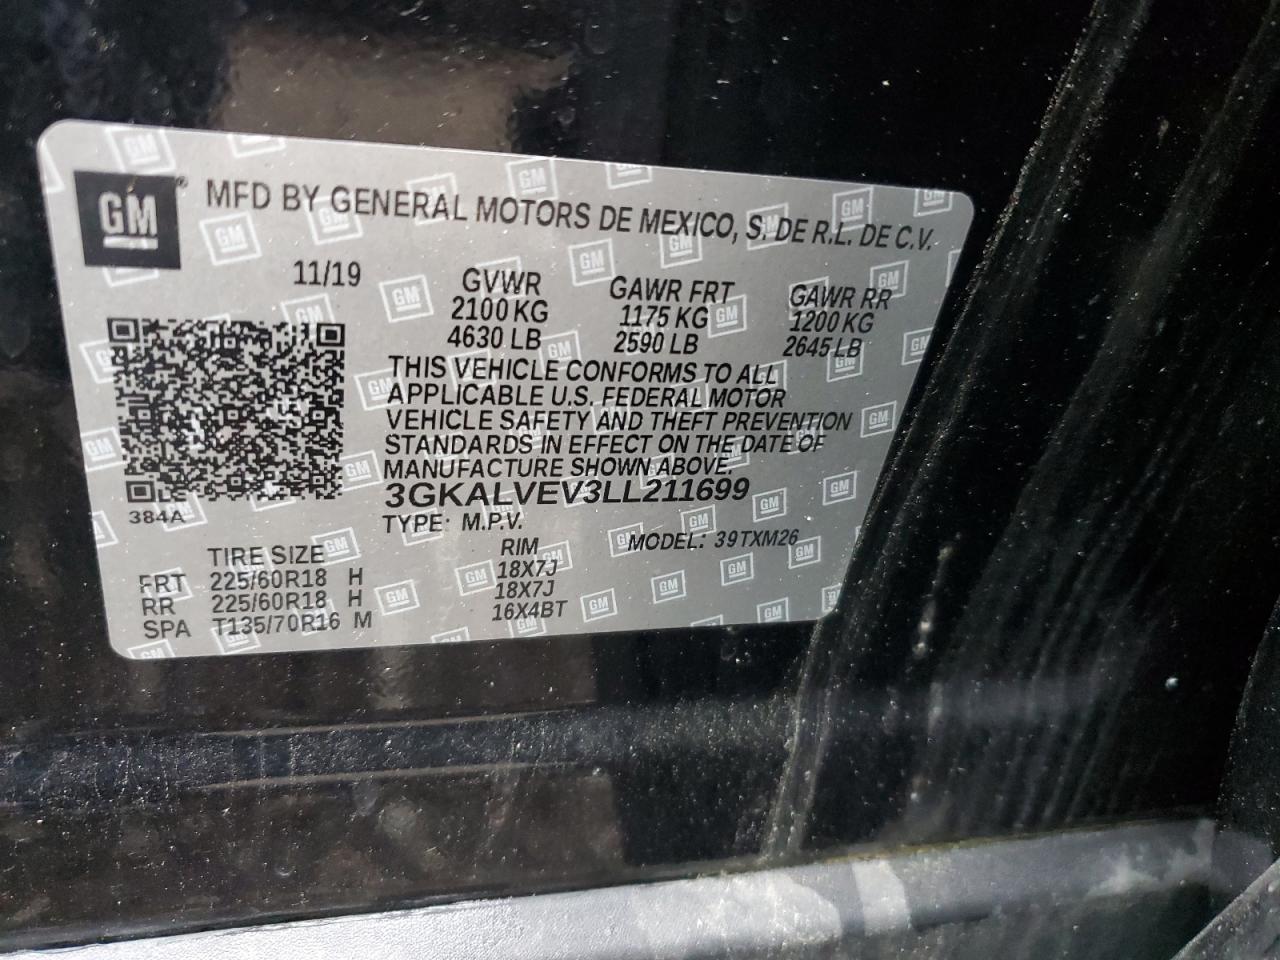 GM® MFD BY GENERAL MOTORS DE MEXICO, S. DE R.L. DE C.V.
11/19 GVWR GAWR FRT GAWR RR
2100 KG 1175 KG 1200 KG
4630 LB 2590 LB 2645 LB
THIS VEHICLE CONFORMS TO ALL
APPLICABLE U.S. FEDERAL MOTOR
VEHICLE SAFETY AND THEFT PREVENTION
STANDARDS IN EFFECT ON THE DATE OF
MANUFACTURE SHOWN ABOVE.
3GKALVEV3LL211699
384A TYPE: M.P.V. MODEL: 39TXM26
TIRE SIZE RIM
FRT 225/60R18 H 18X7J
RR 225/60R18 H 18X7J
SPA T135/70R16 M 16X4BT